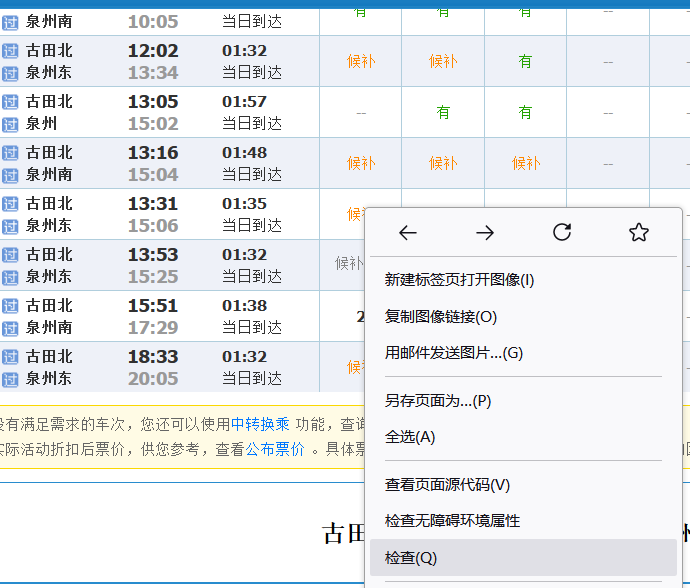 过 泉州南 10:05 当日到达 有 有 有 -- --
过 古田北 12:02 01:32 候补 候补 有 --
过 泉州东 13:34 当日到达
过 古田北 13:05 01:57 -- 有 有 --
过 泉州 15:02 当日到达
过 古田北 13:16 01:48 候补 候补 候补 --
过 泉州南 15:04 当日到达
过 古田北 13:31 01:35 候
过 泉州东 15:06 当日到达
过 古田北 13:53 01:32 候补
过 泉州东 15:25 当日到达
过 古田北 15:51 01:38 2
过 泉州南 17:29 当日到达
过 古田北 18:33 01:32 候
过 泉州东 20:05 当日到达
新建标签页打开图像(I)
复制图像链接(O)
用邮件发送图片...(G)
另存页面为...(P)
全选(A)
查看页面源代码(V)
检查无障碍环境属性
检查(Q)
没有满足需求的车次，您还可以使用中转换乘 功能，查询
实际活动折扣后票价，供您参考，查看公布票价 。具体票
古田